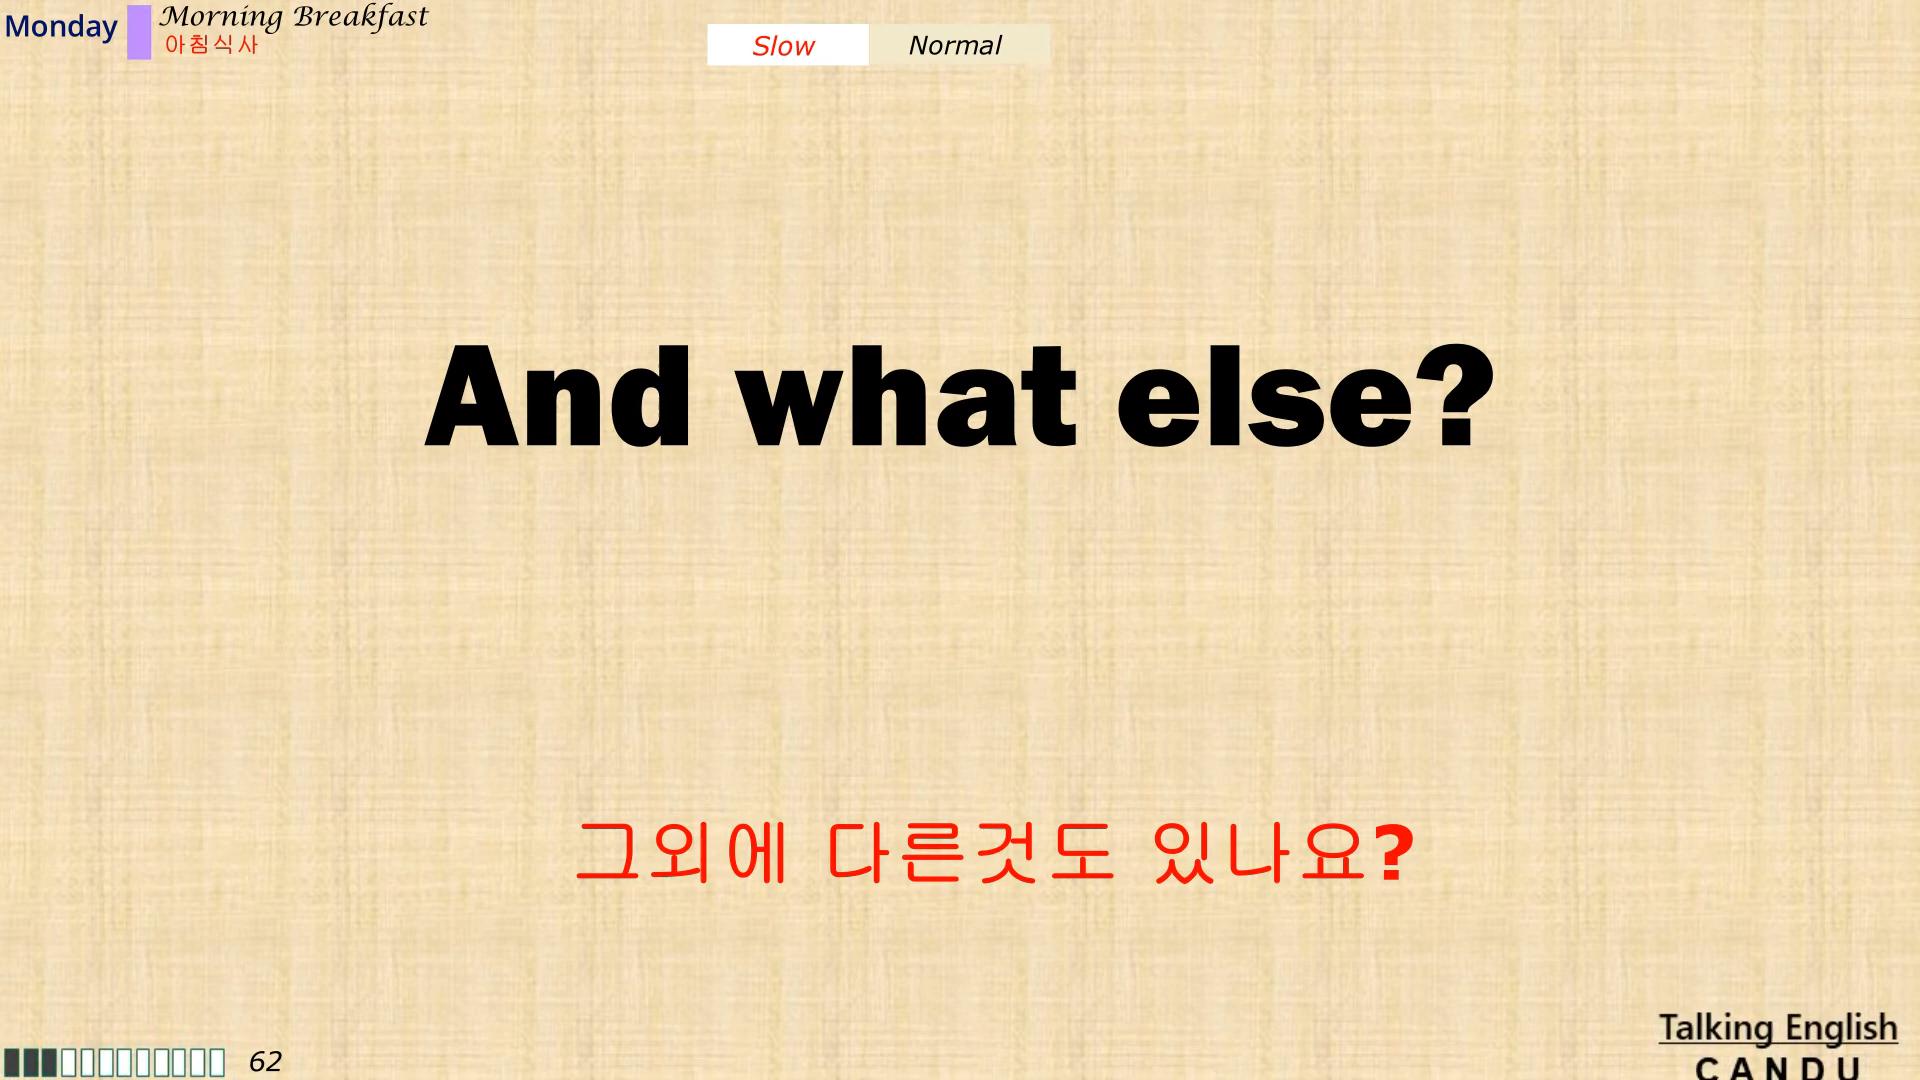 Monday
Morning Breakfast
아침식사
Slow
Normal
And what else?
그외에 다른것도 있나요?
62
Talking English
CANDU